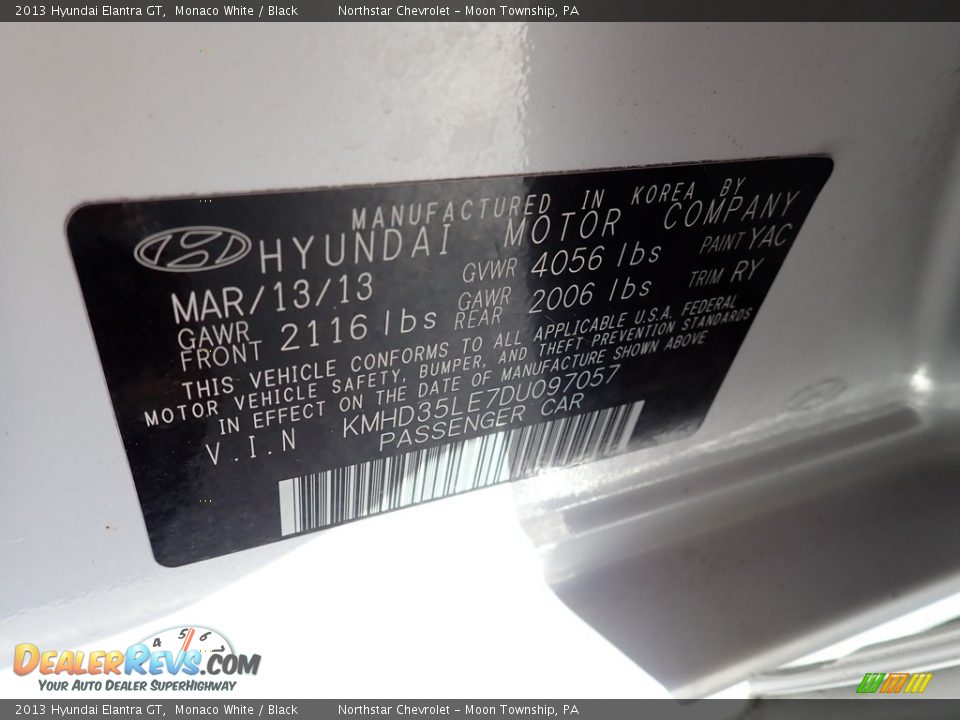 2013 Hyundai Elantra GT, Monaco White / Black Northstar Chevrolet - Moon Township, PA
MANUFACTURED IN KOREA BY
HYUNDAI MOTOR COMPANY
MAR/13/13 GVWR 4056 lbs PAINT YAC
GAWR FRONT 2116 lbs GAWR REAR 2006 lbs TRIM RY
THIS VEHICLE CONFORMS TO ALL APPLICABLE U.S.A. FEDERAL
MOTOR VEHICLE SAFETY, BUMPER, AND THEFT PREVENTION STANDARDS
IN EFFECT ON THE DATE OF MANUFACTURE SHOWN ABOVE
V.I.N KMHD35LE7DU097057
PASSENGER CAR
4 5 6 7
DEALERREVS.COM
YOUR AUTO DEALER SUPERHIGHWAY
2013 Hyundai Elantra GT, Monaco White / Black Northstar Chevrolet - Moon Township, PA